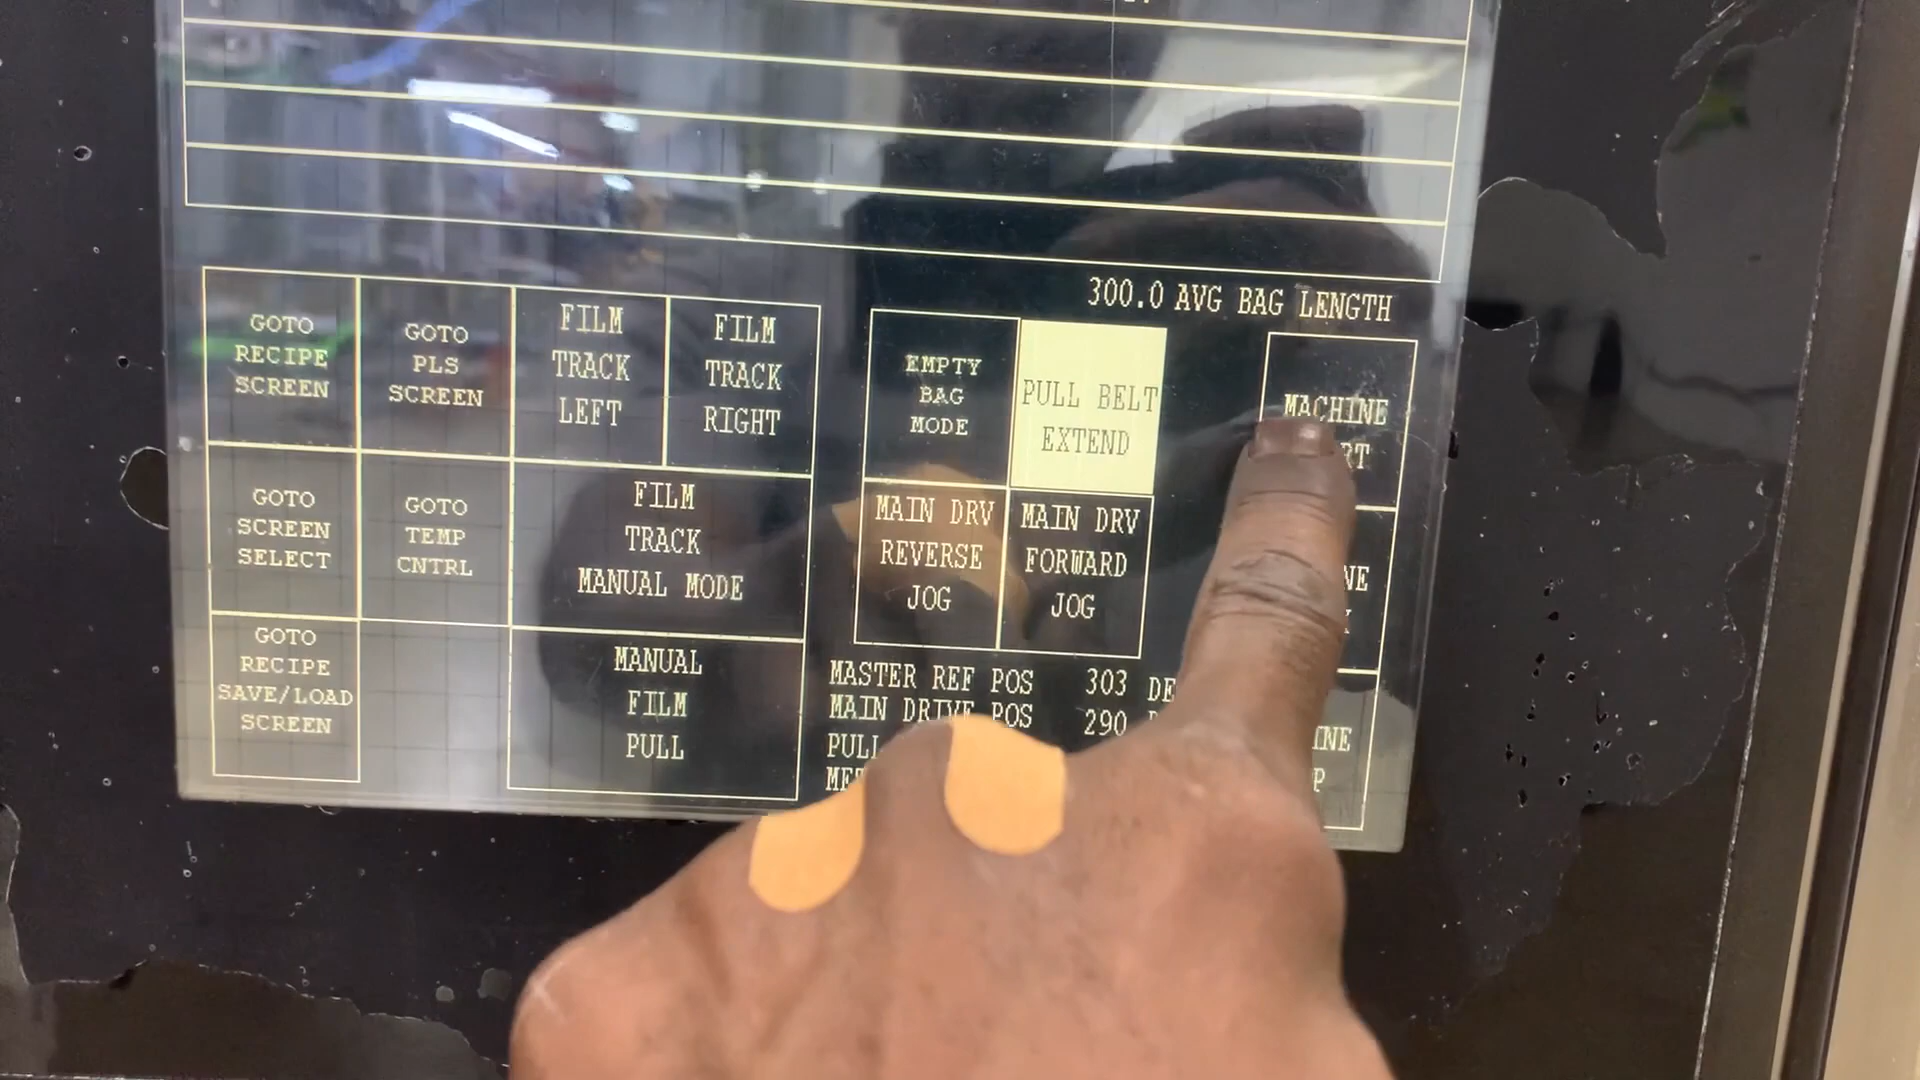 300.0 AVG BAG LENGTH
GOTO
RECIPE
SCREEN
GOTO
PLS
SCREEN
FILM
TRACK
LEFT
FILM
TRACK
RIGHT
EMPTY
BAG
MODE
PULL BELT
EXTEND
MACHINE
GOTO
SCREEN
SELECT
GOTO
TEMP
CNTRL
FILM
TRACK
MANUAL MODE
MAIN DRV
REVERSE
JOG
MAIN DRV
FORWARD
JOG
GOTO
RECIPE
SAVE/LOAD
SCREEN
MANUAL
FILM
PULL
MASTER REF POS 303 DE
MAIN DRIVE POS 290
PULL